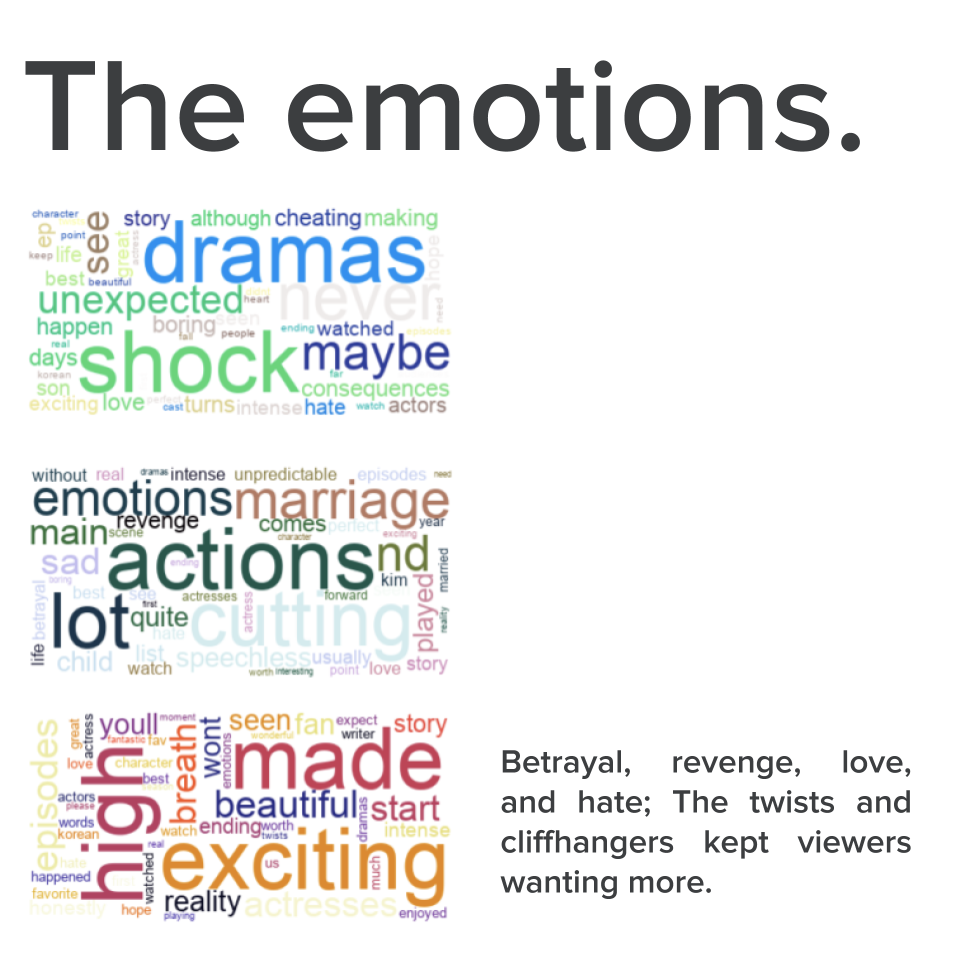 The emotions.
character story although cheating making
ep see point great actress dramas hope
keep life
best beautiful
unexpected heart never need
happen boring seen ending watched episodes
real fall people
days shock maybe
korean far
son consequences
exciting love perfect cast turns intense hate watch actors
without real dramas intense unpredictable episodes need
emotions marriage
main revenge comes perfect year
scene character exciting
sad actions nd
ending kim married
boring
betrayal best see actresses forward played
first actress reality
lot quite cutting
hate
life child list speechless usually story
watch worth interesting point love
great actress youll moment wont seen fan expect story
fantastic fav wonderful writer
episodes love high breath emotions made
character
best
actors beautiful dramas start
please
words ending worth intense
korean watch twists
real
hate watched exciting us much
happened
favorite reality actresses
honestly hope playing enjoyed
Betrayal, revenge, love,
and hate; The twists and
cliffhangers kept viewers
wanting more.